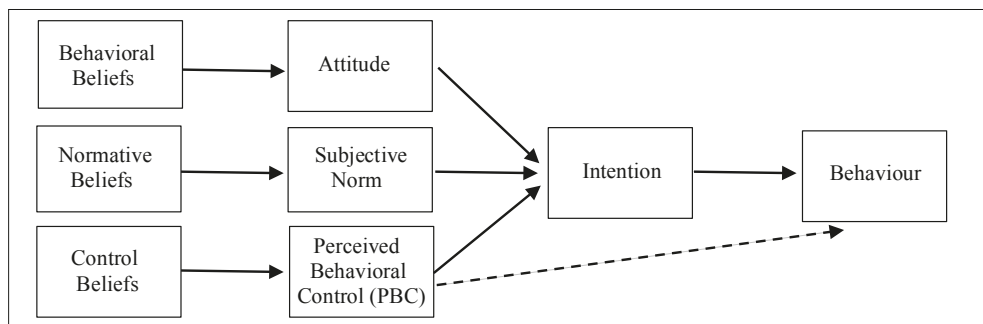 Behavioral
Beliefs
Attitude
Normative
Beliefs
Subjective
Norm
Intention
Behaviour
Control
Beliefs
Perceived
Behavioral
Control (PBC)